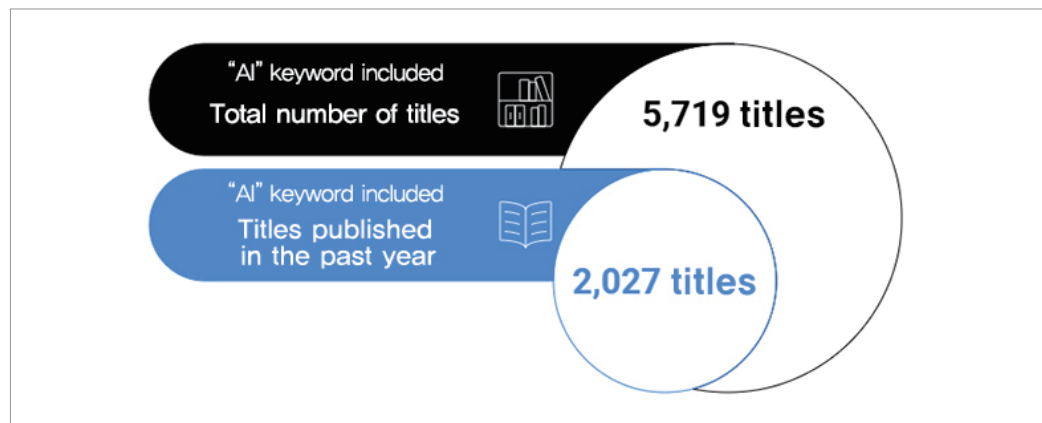 “AI” keyword included
Total number of titles
5,719 titles
“AI” keyword included
Titles published
in the past year
2,027 titles